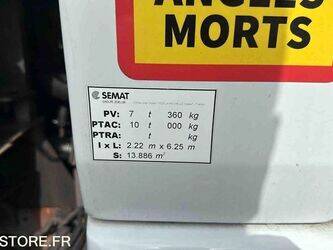 ANGLES
MORTS
SEMAT
PV: 7 t 360 kg
PTAC: 10 t 000 kg
PTRA: t kg
l x L: 2.22 m x 6.25 m
S: 13.886 m²
STORE.FR